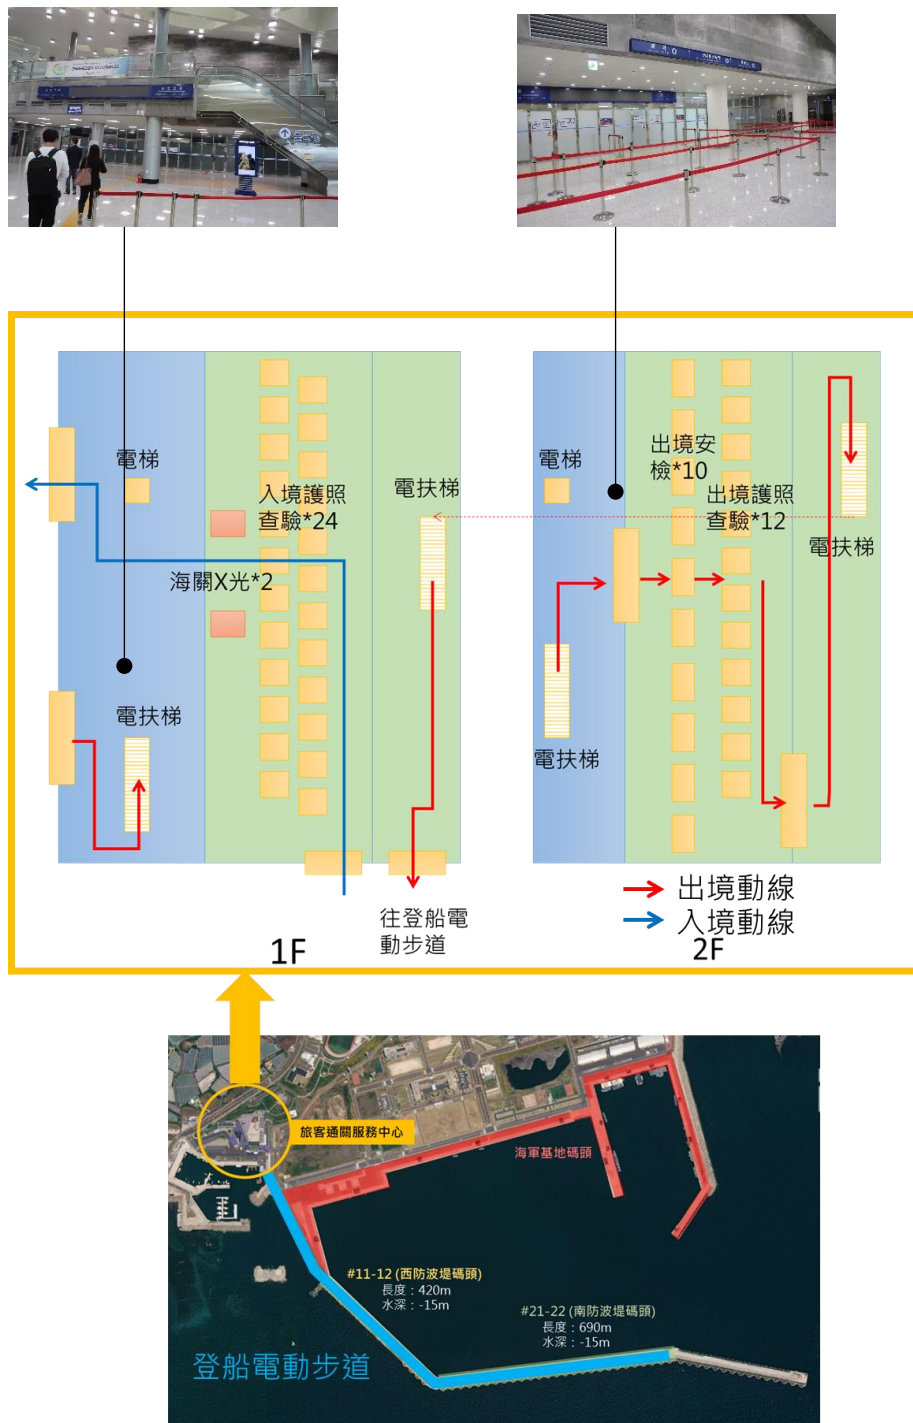 電梯
入境護照
查驗*24
電扶梯
海關X光*2
電扶梯
往登船電
動步道
1F
電梯
出境安
檢*10
出境護照
查驗*12
電扶梯
電扶梯
出境動線
入境動線
2F
旅客通關服務中心
海軍基地碼頭
#11-12 (西防波堤碼頭)
長度：420m
水深：-15m
#21-22 (南防波堤碼頭)
長度：690m
水深：-15m
登船電動步道